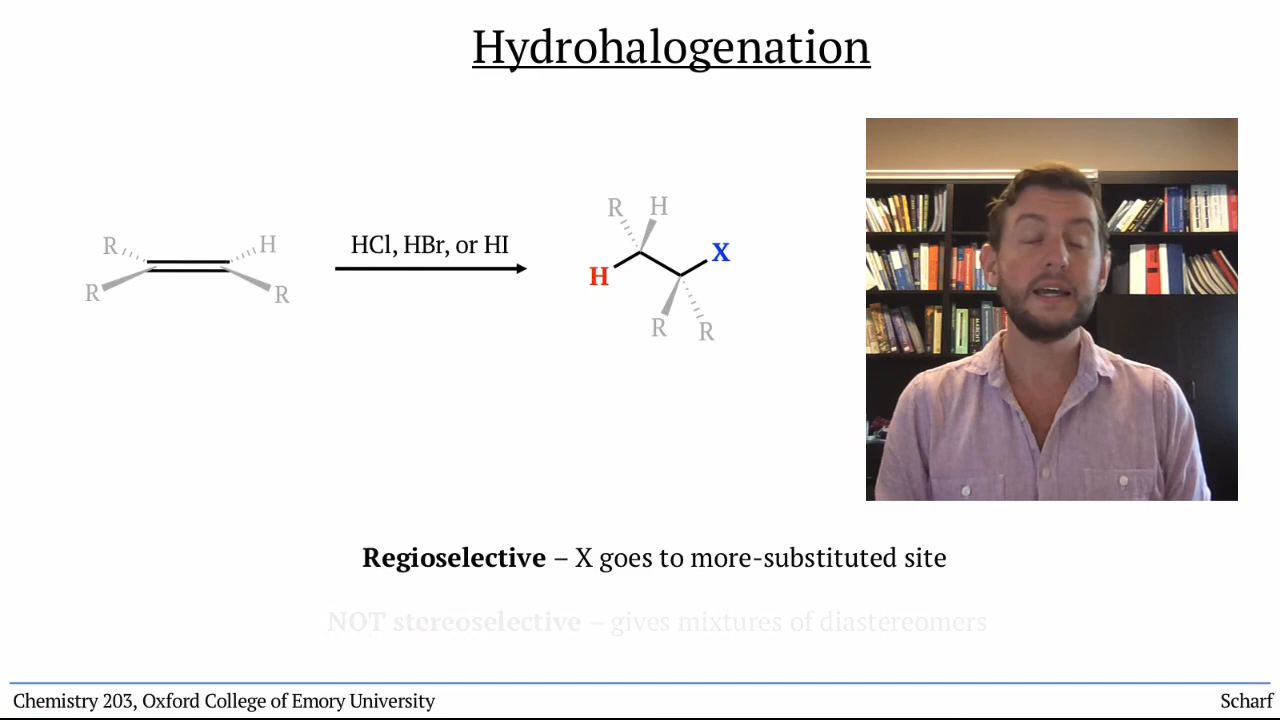 Hydrohalogenation
R H
R R
HCl, HBr, or HI
R H
H X
R R
Regioselective – X goes to more-substituted site
NOT stereoselective – gives mixtures of diastereomers
Chemistry 203, Oxford College of Emory University
Scharf